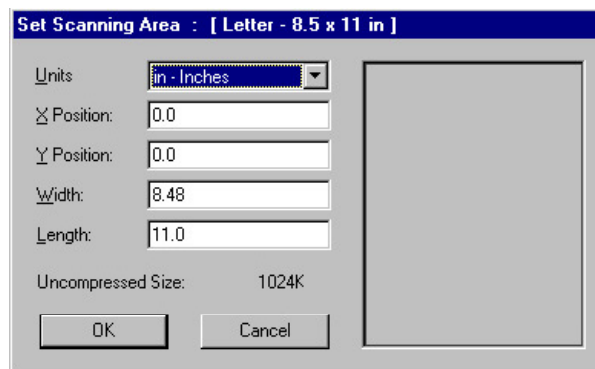 Set Scanning Area : [ Letter - 8.5 x 11 in ]
Units in - Inches
X Position: 0.0
Y Position: 0.0
Width: 8.48
Length: 11.0
Uncompressed Size: 1024K
OK Cancel